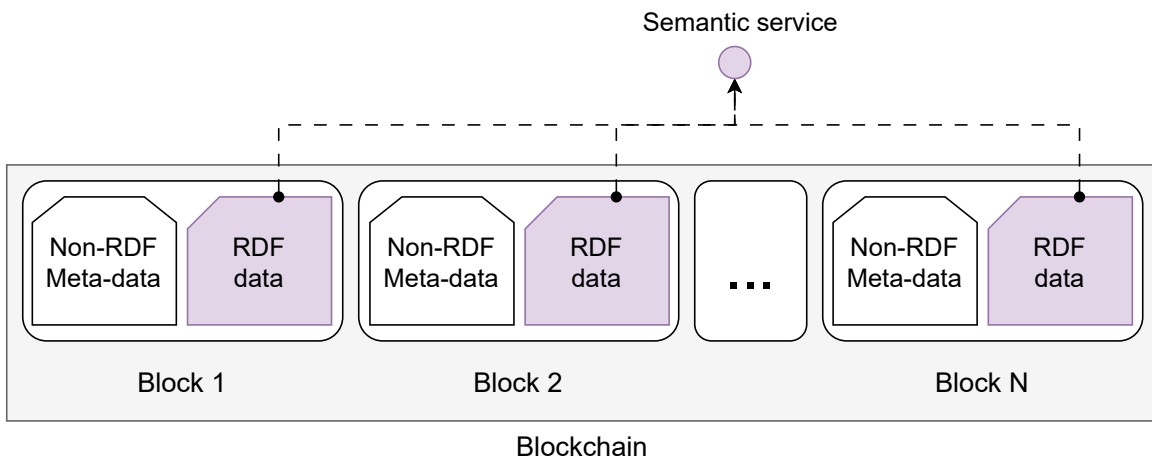 Semantic service
Non-RDF
Meta-data
RDF
data
Non-RDF
Meta-data
RDF
data
...
Non-RDF
Meta-data
RDF
data
Block 1
Block 2
Block N
Blockchain